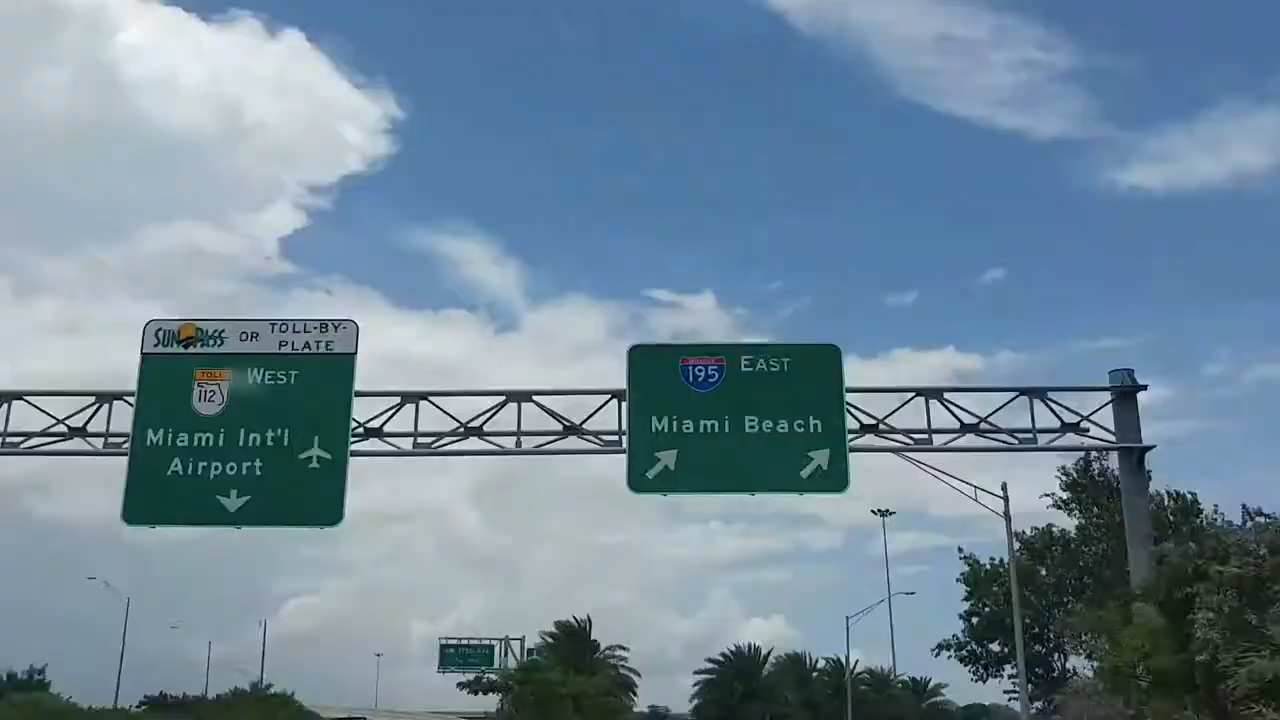 SUNPASS OR TOLL-BY-
PLATE
TOLL
112 WEST
Miami Int'l
Airport
195 EAST
Miami Beach